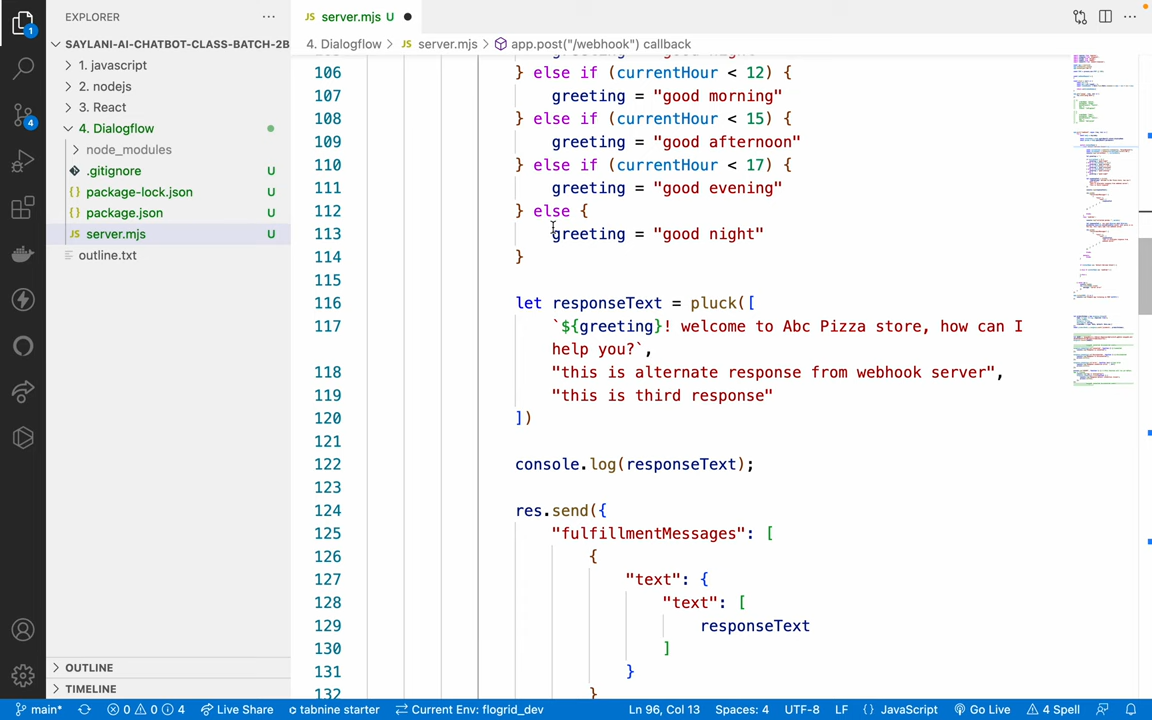 EXPLORER
SAYLANI-AI-CHATBOT-CLASS-BATCH-2B
1. javascript
2. nodejs
3. React
4. Dialogflow
node_modules
.gitignore U
package-lock.json U
package.json U
server.mjs U
outline.txt
OUTLINE
TIMELINE
JS server.mjs U
4. Dialogflow > JS server.mjs > app.post("/webhook") callback
106 } else if (currentHour < 12) {
107 greeting = "good morning"
108 } else if (currentHour < 15) {
109 greeting = "good afternoon"
110 } else if (currentHour < 17) {
111 greeting = "good evening"
112 } else {
113 greeting = "good night"
114 }
115
116 let responseText = pluck([
117 `${greeting}! welcome to Abc Pizza store, how can I
help you?`,
118 "this is alternate response from webhook server",
119 "this is third response"
120 ])
121
122 console.log(responseText);
123
124 res.send({
125 "fulfillmentMessages": [
126 {
127 "text": {
128 "text": [
129 responseText
130 ]
131 }
132 }
main* 0 0 4 Live Share tabnine starter Current Env: flogrid_dev Ln 96, Col 13 Spaces: 4 UTF-8 LF {} JavaScript Go Live 4 Spell